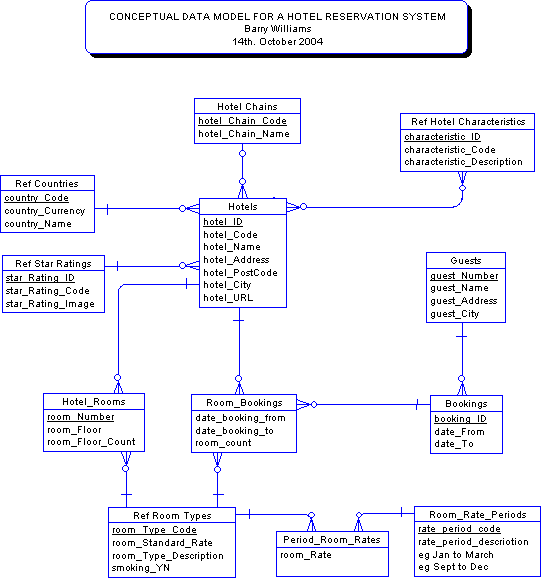 CONCEPTUAL DATA MODEL FOR A HOTEL RESERVATION SYSTEM
Barry Williams
14th. October 2004
Hotel Chains
hotel_Chain_Code
hotel_Chain_Name
Ref Hotel Characteristics
characteristic_ID
characteristic_Code
characteristic_Description
Ref Countries
country_Code
country_Currency
country_Name
Hotels
hotel_ID
hotel_Code
hotel_Name
hotel_Address
hotel_PostCode
hotel_City
hotel_URL
Ref Star Ratings
star_Rating_ID
star_Rating_Code
star_Rating_Image
Guests
guest_Number
guest_Name
guest_Address
guest_City
Hotel_Rooms
room_Number
room_Floor
room_Floor_Count
Room_Bookings
date_booking_from
date_booking_to
room_count
Bookings
booking_ID
date_From
date_To
Ref Room Types
room_Type_Code
room_Standard_Rate
room_Type_Description
smoking_YN
Period_Room_Rates
room_Rate
Room_Rate_Periods
rate_period_code
rate_period_description
eg Jan to March
eg Sept to Dec